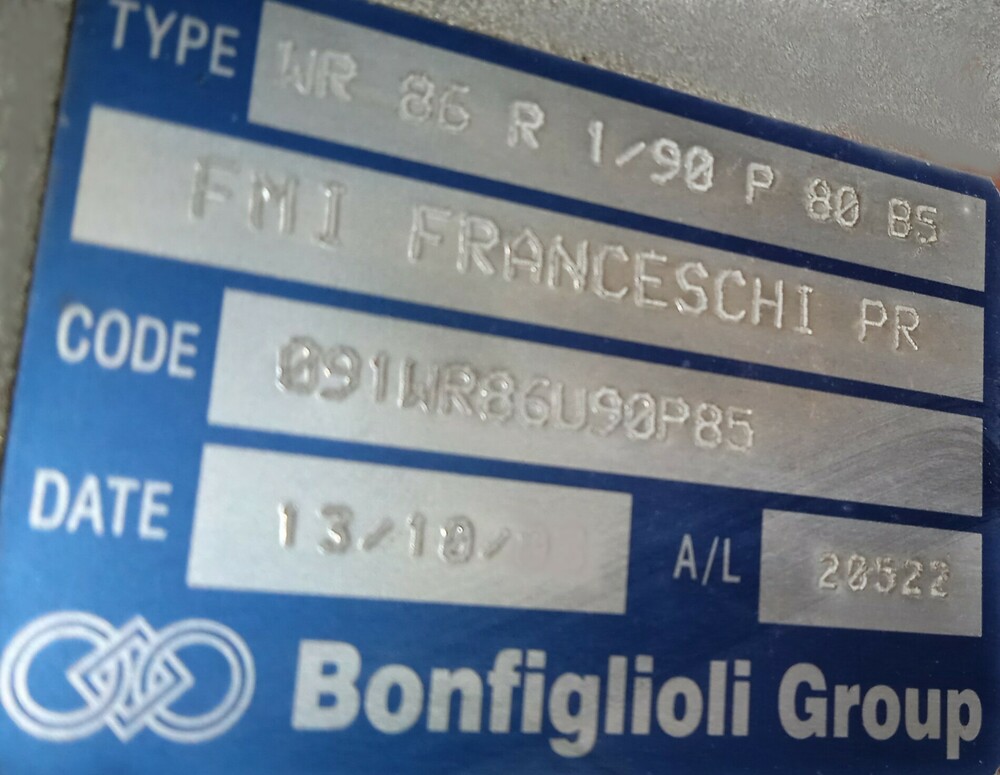 TYPE WR 86 R 1/90 P 80 B5
FMI FRANCESCHI PR
CODE 091WR86U90P85
DATE 13/10/ A/L 20522
Bonfiglioli Group